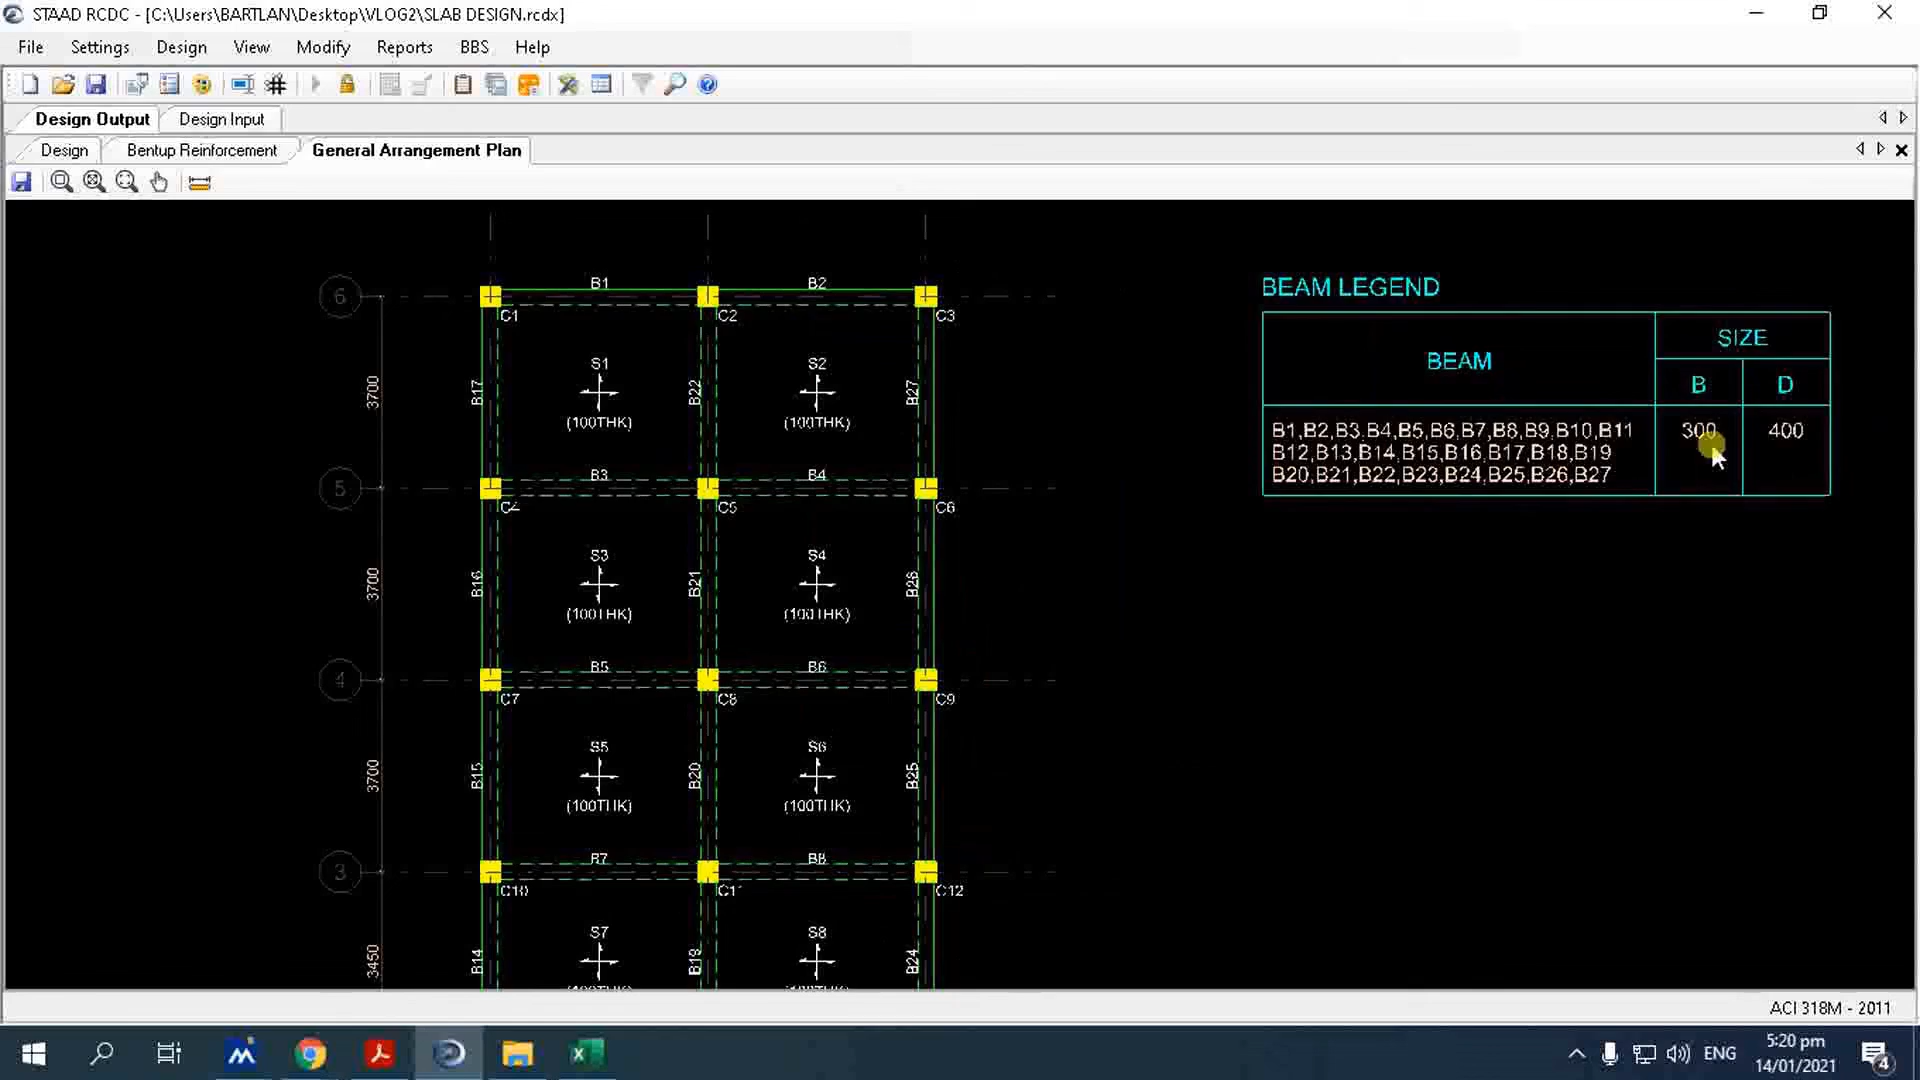 STAAD RCDC - [C:\Users\BARTLAN\Desktop\VLOG2\SLAB DESIGN.rcdx]
File Settings Design View Modify Reports BBS Help
Design Output Design Input
Design Bentup Reinforcement General Arrangement Plan
B1 B2
6
C1 C2 C3
BEAM LEGEND
BEAM SIZE
B D
B1,B2,B3,B4,B5,B6,B7,B8,B9,B10,B11 300 400
B12,B13,B14,B15,B16,B17,B18,B19
B20,B21,B22,B23,B24,B25,B26,B27
S1 S2
3700 B17 B22 B27
(100THK) (100THK)
B3 B4
5
C4 C5 C6
S3 S4
3700 B16 B21 B26
(100THK) (100THK)
B5 B6
4
C7 C8 C9
S5 S6
3700 B15 B20 B25
(100THK) (100THK)
B7 B8
3
C10 C11 C12
S7 S8
3450 B14 B19 B24
ACI 318M - 2011
ENG
5:20 pm
14/01/2021
4